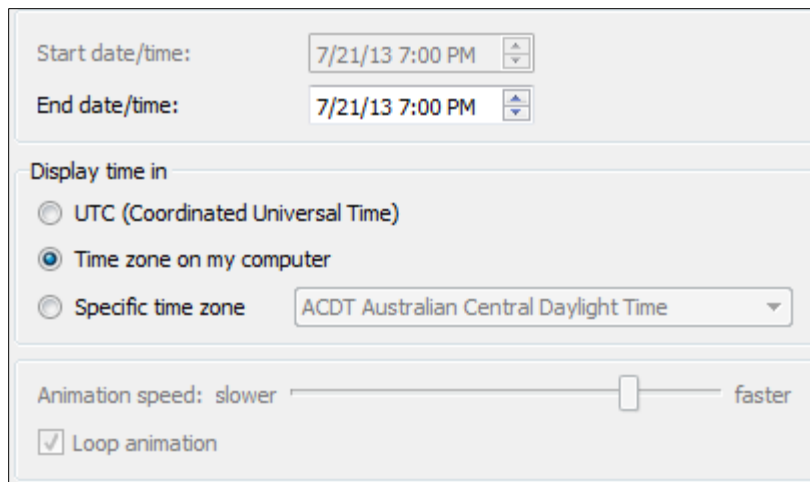 Start date/time: 7/21/13 7:00 PM
End date/time: 7/21/13 7:00 PM
Display time in
UTC (Coordinated Universal Time)
Time zone on my computer
Specific time zone ACDT Australian Central Daylight Time
Animation speed: slower faster
Loop animation